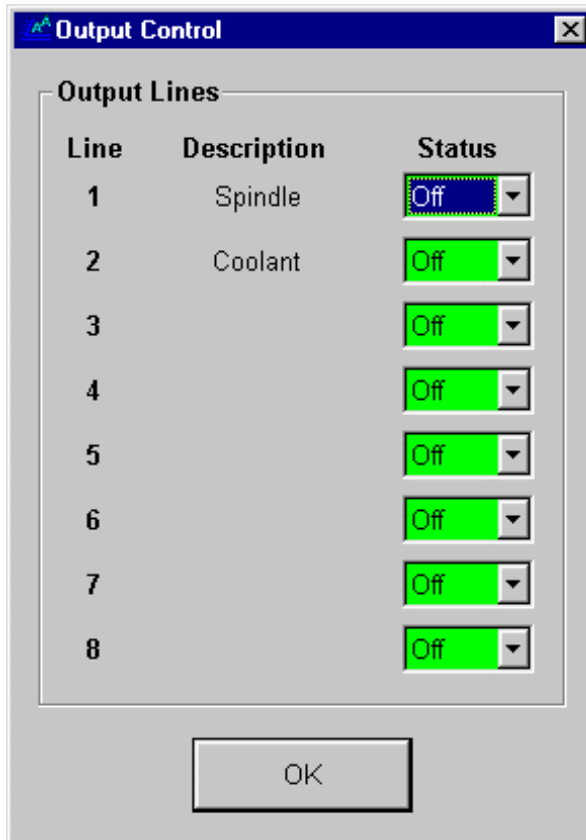 Output Control
Output Lines
Line Description Status
1 Spindle Off
2 Coolant Off
3 Off
4 Off
5 Off
6 Off
7 Off
8 Off
OK